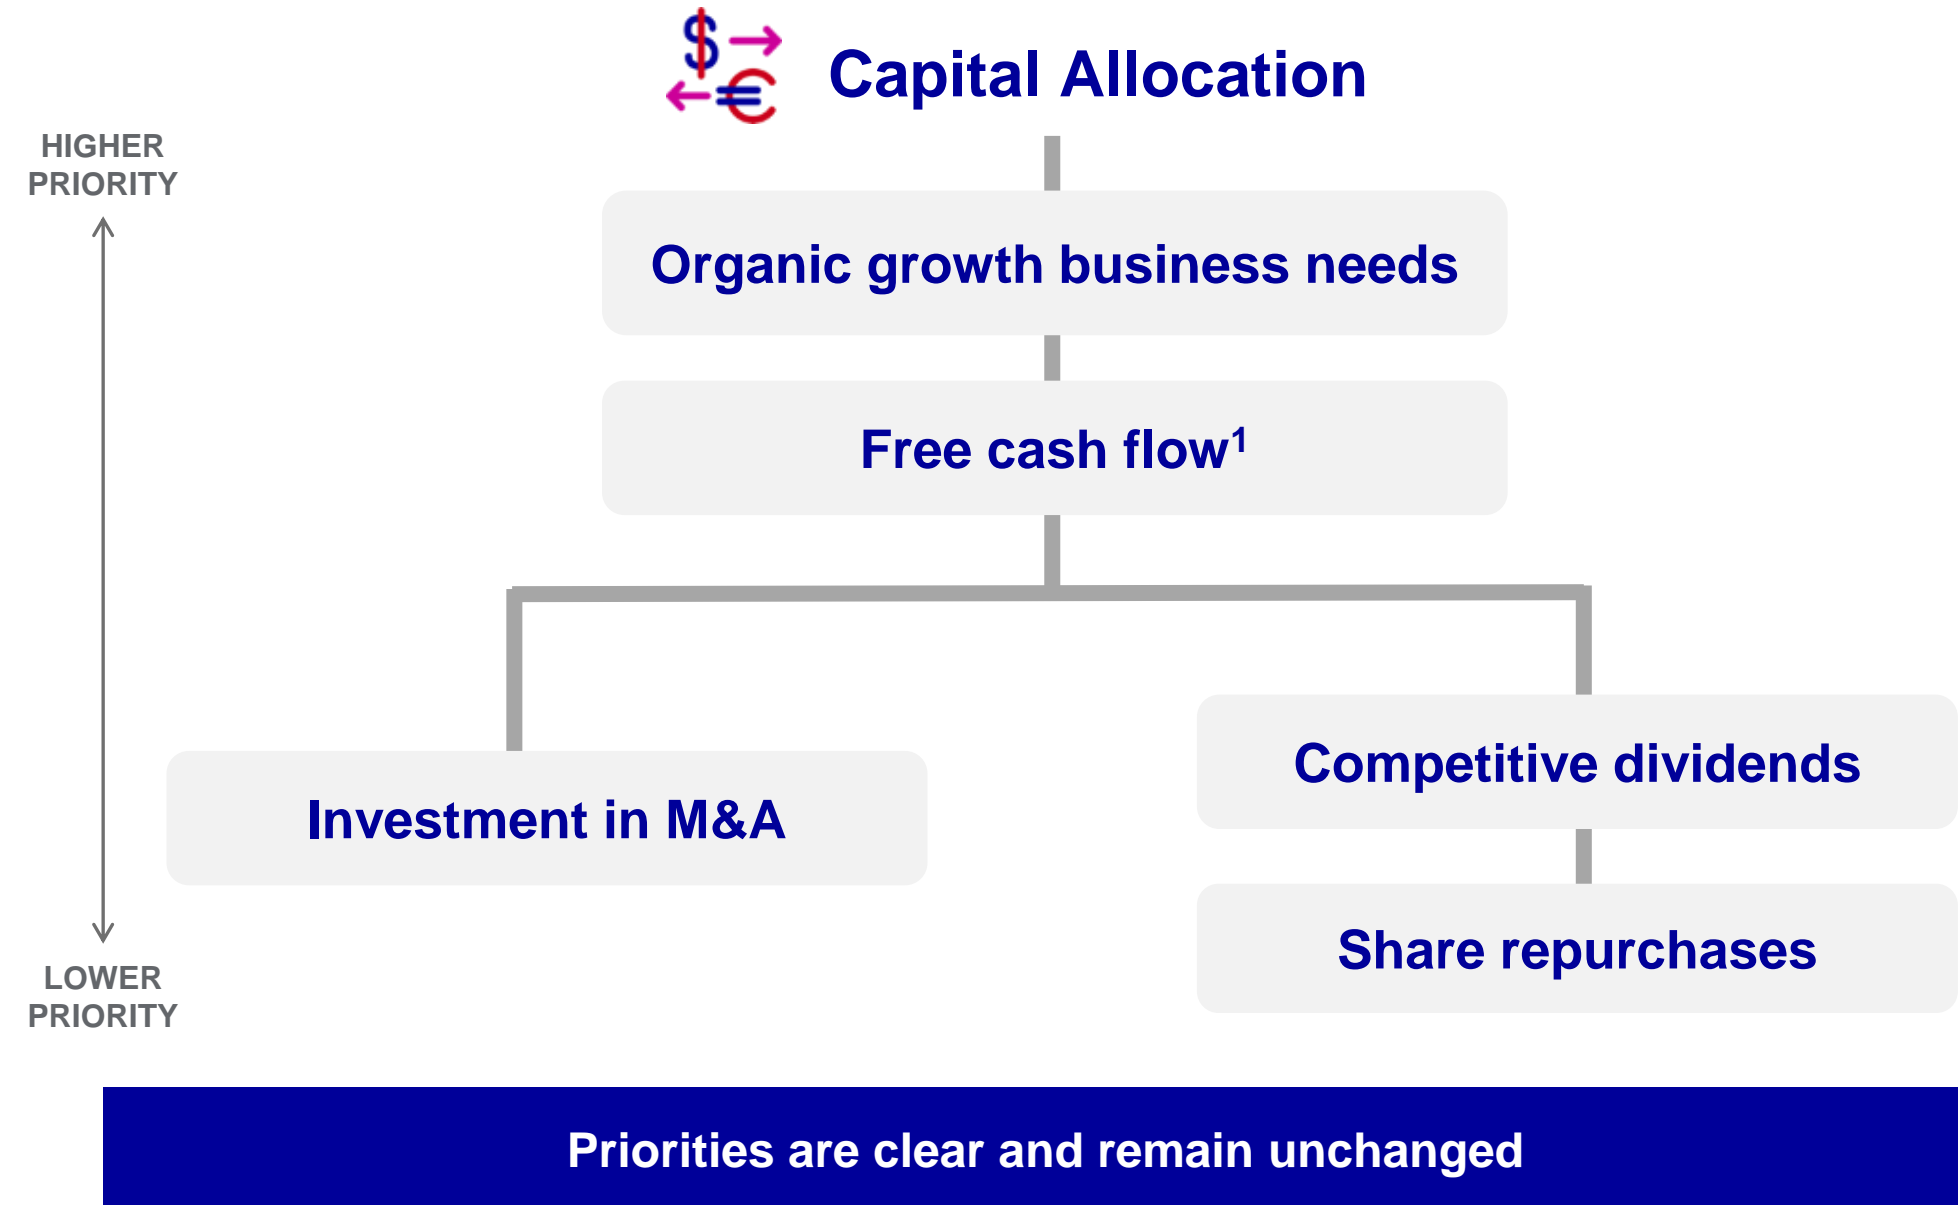 Capital Allocation
HIGHER
PRIORITY
Organic growth business needs
Free cash flow¹
Competitive dividends
Investment in M&A
Share repurchases
LOWER
PRIORITY
Priorities are clear and remain unchanged